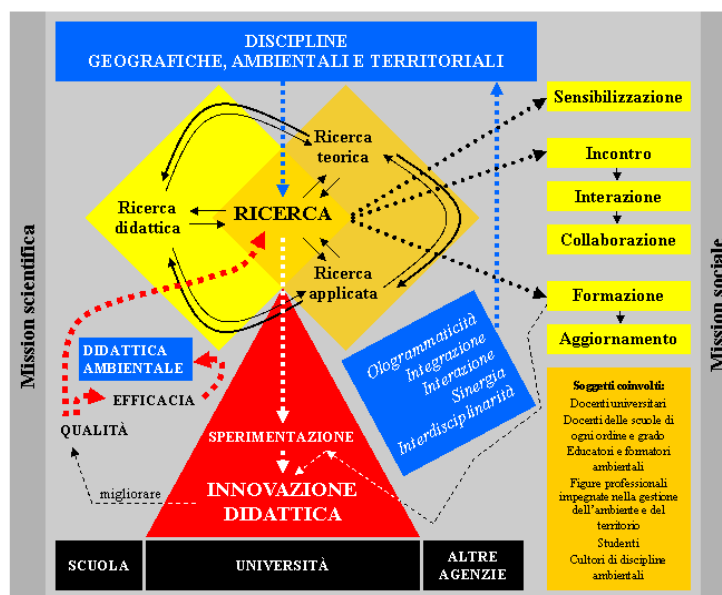 DISCIPLINE
GEOGRAFICHE, AMBIENTALI E TERRITORIALI
Mission scientifica
Mission sociale
Ricerca
teorica
Ricerca
didattica
RICERCA
Ricerca
applicata
Sensibilizzazione
Incontro
Interazione
Collaborazione
Formazione
Aggiornamento
DIDATTICA
AMBIENTALE
EFFICACIA
QUALITÀ
migliorare
Ologrammaticità
Integrazione
Interazione
Sinergia
Interdisciplinarità
SPERIMENTAZIONE
INNOVAZIONE
DIDATTICA
Soggetti coinvolti:
Docenti universitari
Docenti delle scuole di
ogni ordine e grado
Educatori e formatori
ambientali
Figure professionali
impegnate nella gestione
dell'ambiente e del
territorio
Studenti
Cultori di discipline
ambientali
SCUOLA
UNIVERSITÀ
ALTRE
AGENZIE